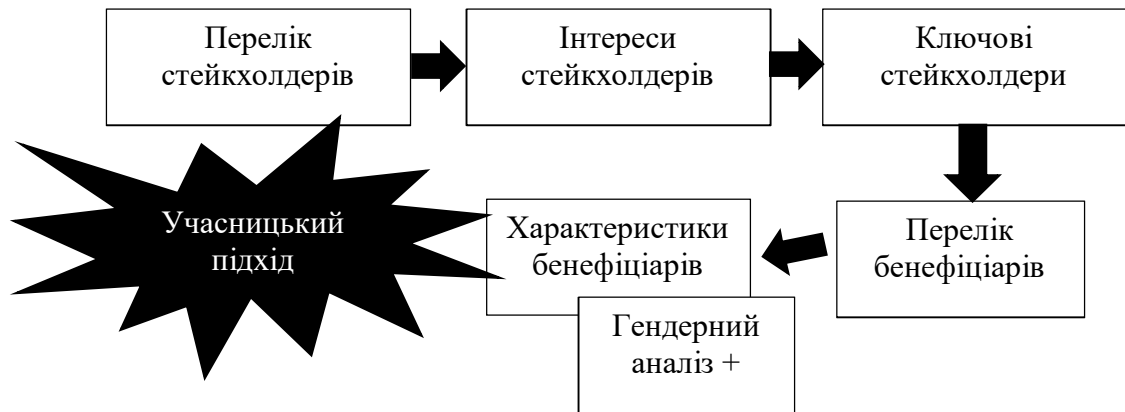 Перелік
стейкхолдерів
Інтереси
стейкхолдерів
Ключові
стейкхолдери
Учасницький
підхід
Характеристики
бенефіціарів
Перелік
бенефіціарів
Гендерний
аналіз +